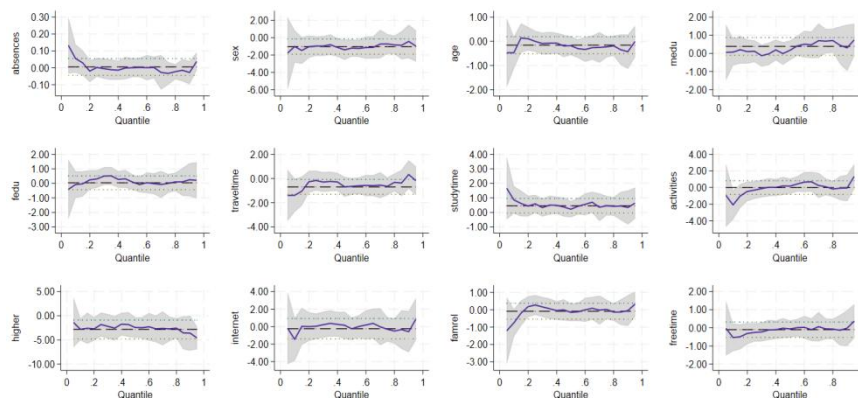 absences
0.30
0.20
0.10
0.00
-0.10
0 .2 .4 .6 .8 1
Quantile
sex
2.00
0.00
-2.00
-4.00
-6.00
0 .2 .4 .6 .8 1
Quantile
age
1.00
0.00
-1.00
-2.00
0 .2 .4 .6 .8 1
Quantile
medu
2.00
1.00
0.00
-1.00
-2.00
0 .2 .4 .6 .8 1
Quantile
fedu
2.00
1.00
0.00
-1.00
-2.00
-3.00
0 .2 .4 .6 .8 1
Quantile
traveltime
2.00
0.00
-2.00
-4.00
0 .2 .4 .6 .8 1
Quantile
studytime
4.00
3.00
2.00
1.00
0.00
-1.00
0 .2 .4 .6 .8 1
Quantile
activities
4.00
2.00
0.00
-2.00
-4.00
0 .2 .4 .6 .8 1
Quantile
higher
5.00
0.00
-5.00
-10.00
0 .2 .4 .6 .8 1
Quantile
internet
4.00
2.00
0.00
-2.00
-4.00
0 .2 .4 .6 .8 1
Quantile
famrel
1.00
0.00
-1.00
-2.00
-3.00
0 .2 .4 .6 .8 1
Quantile
freetime
2.00
1.00
0.00
-1.00
-2.00
0 .2 .4 .6 .8 1
Quantile